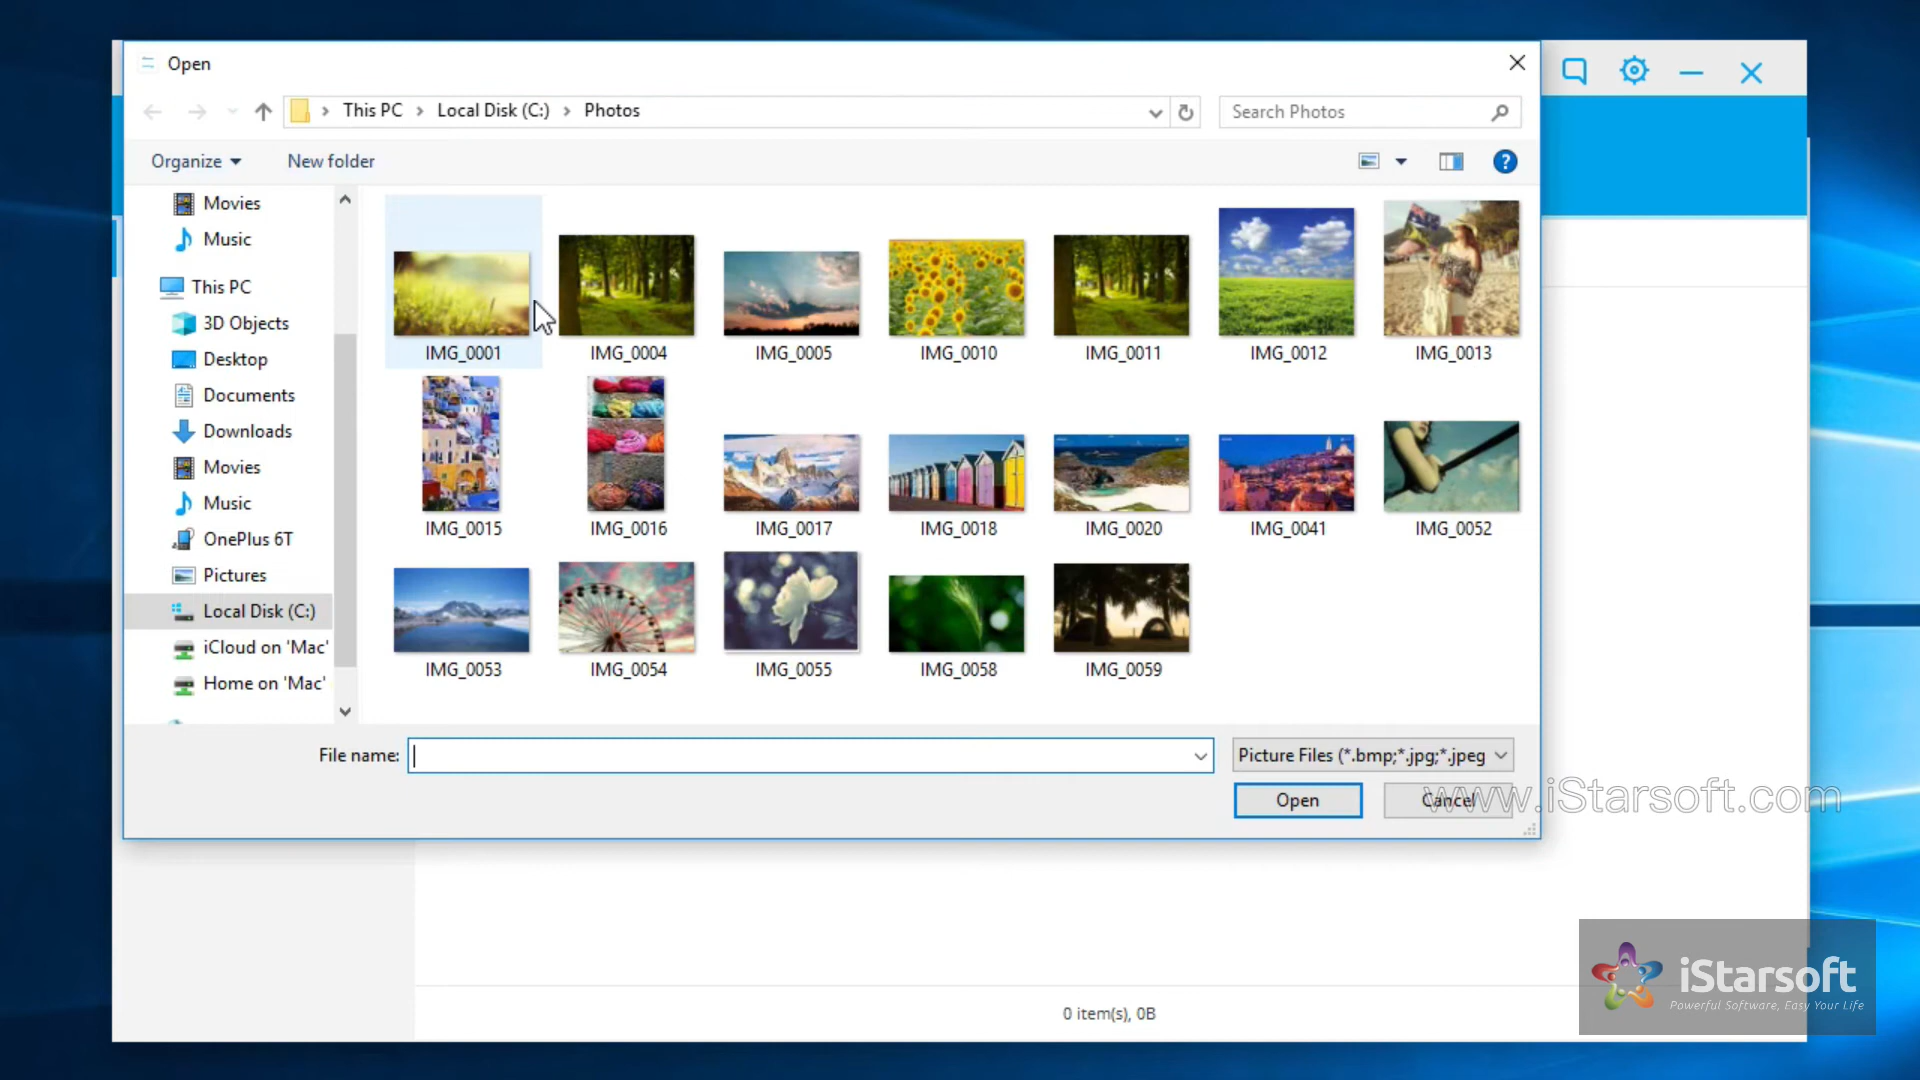 Open
This PC > Local Disk (C:) > Photos
Search Photos
Organize
New folder
Movies
Music
This PC
3D Objects
Desktop
Documents
Downloads
Movies
Music
OnePlus 6T
Pictures
Local Disk (C:)
iCloud on 'Mac'
Home on 'Mac'
IMG_0001
IMG_0004
IMG_0005
IMG_0010
IMG_0011
IMG_0012
IMG_0013
IMG_0015
IMG_0016
IMG_0017
IMG_0018
IMG_0020
IMG_0041
IMG_0052
IMG_0053
IMG_0054
IMG_0055
IMG_0058
IMG_0059
File name:
Picture Files (*.bmp;*.jpg;*.jpeg
Open
Cancel
www.iStarsoft.com
iStarsoft
Powerful Software, Easy Your Life
0 item(s), 0B